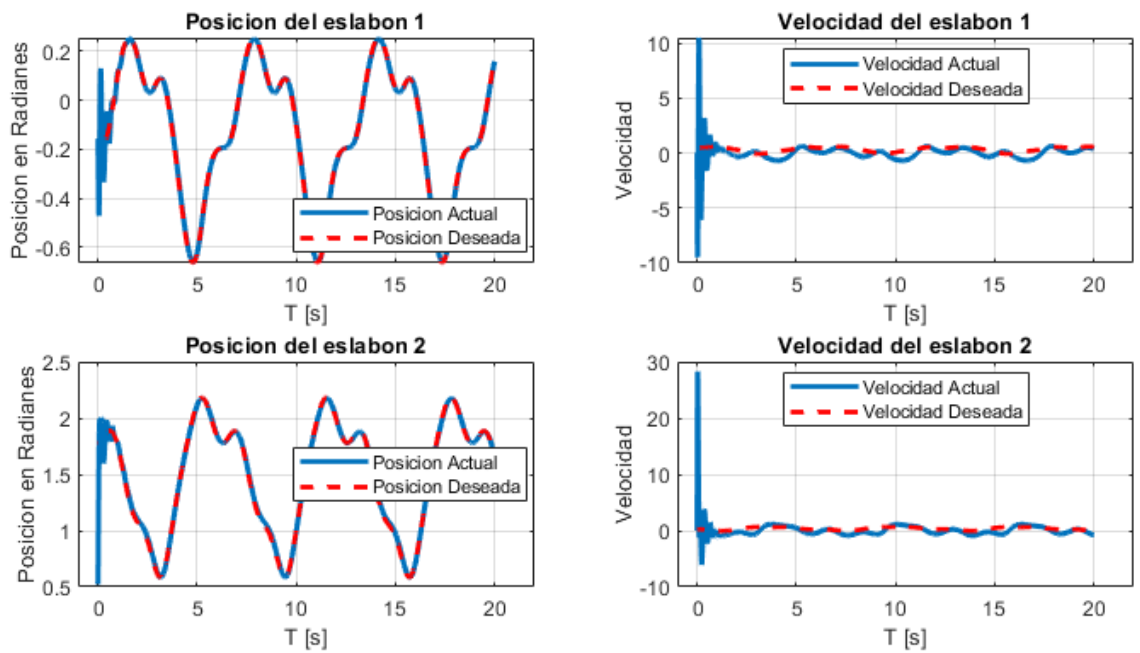 Posicion del eslabon 1
Posicion en Radianes
0.2
0
-0.2
-0.4
-0.6
Posicion Actual
Posicion Deseada
0 5 10 15 20
T [s]
Velocidad del eslabon 1
Velocidad
10
5
0
-5
-10
Velocidad Actual
Velocidad Deseada
0 5 10 15 20
T [s]
Posicion del eslabon 2
Posicion en Radianes
2.5
2
1.5
1
0.5
Posicion Actual
Posicion Deseada
0 5 10 15 20
T [s]
Velocidad del eslabon 2
Velocidad
30
20
10
0
-10
Velocidad Actual
Velocidad Deseada
0 5 10 15 20
T [s]